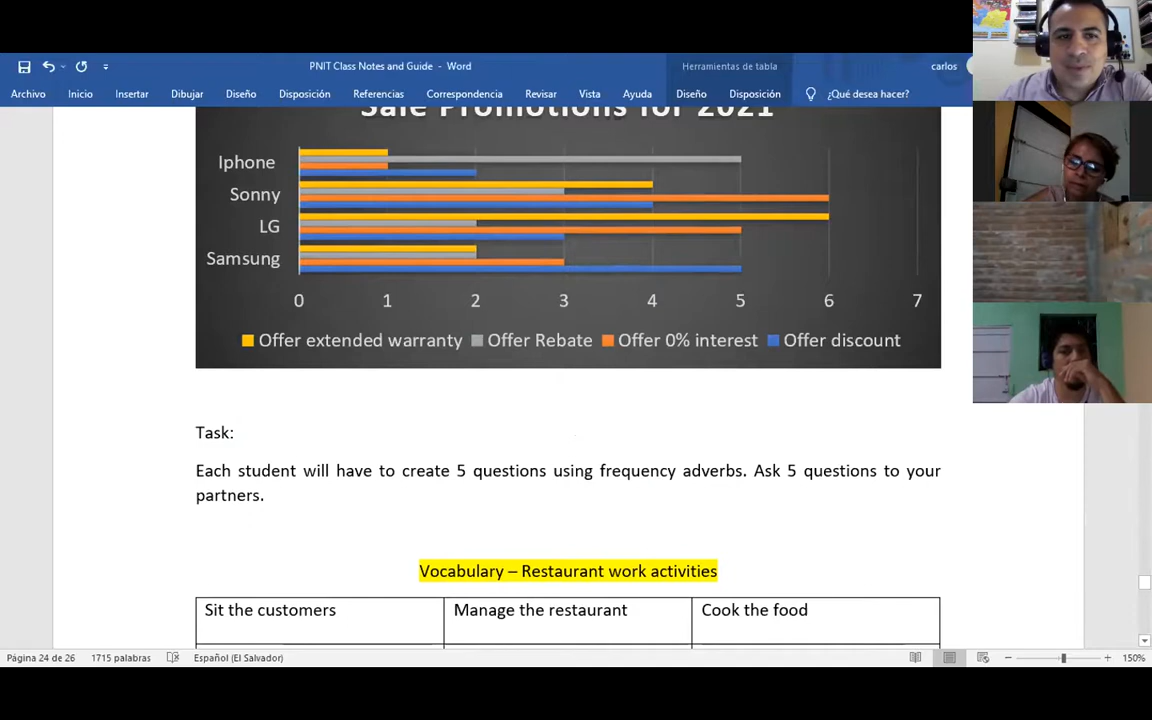 PNIT Class Notes and Guide - Word
Herramientas de tabla
carlos
Archivo Inicio Insertar Dibujar Diseño Disposición Referencias Correspondencia Revisar Vista Ayuda Diseño Disposición ¿Qué desea hacer?
Sale Promotions for 2021
Iphone
Sonny
LG
Samsung
0 1 2 3 4 5 6 7
Offer extended warranty Offer Rebate Offer 0% interest Offer discount
Task:
Each student will have to create 5 questions using frequency adverbs. Ask 5 questions to your
partners.
Vocabulary – Restaurant work activities
Sit the customers Manage the restaurant Cook the food
Página 24 de 26 1715 palabras Español (El Salvador) 150%